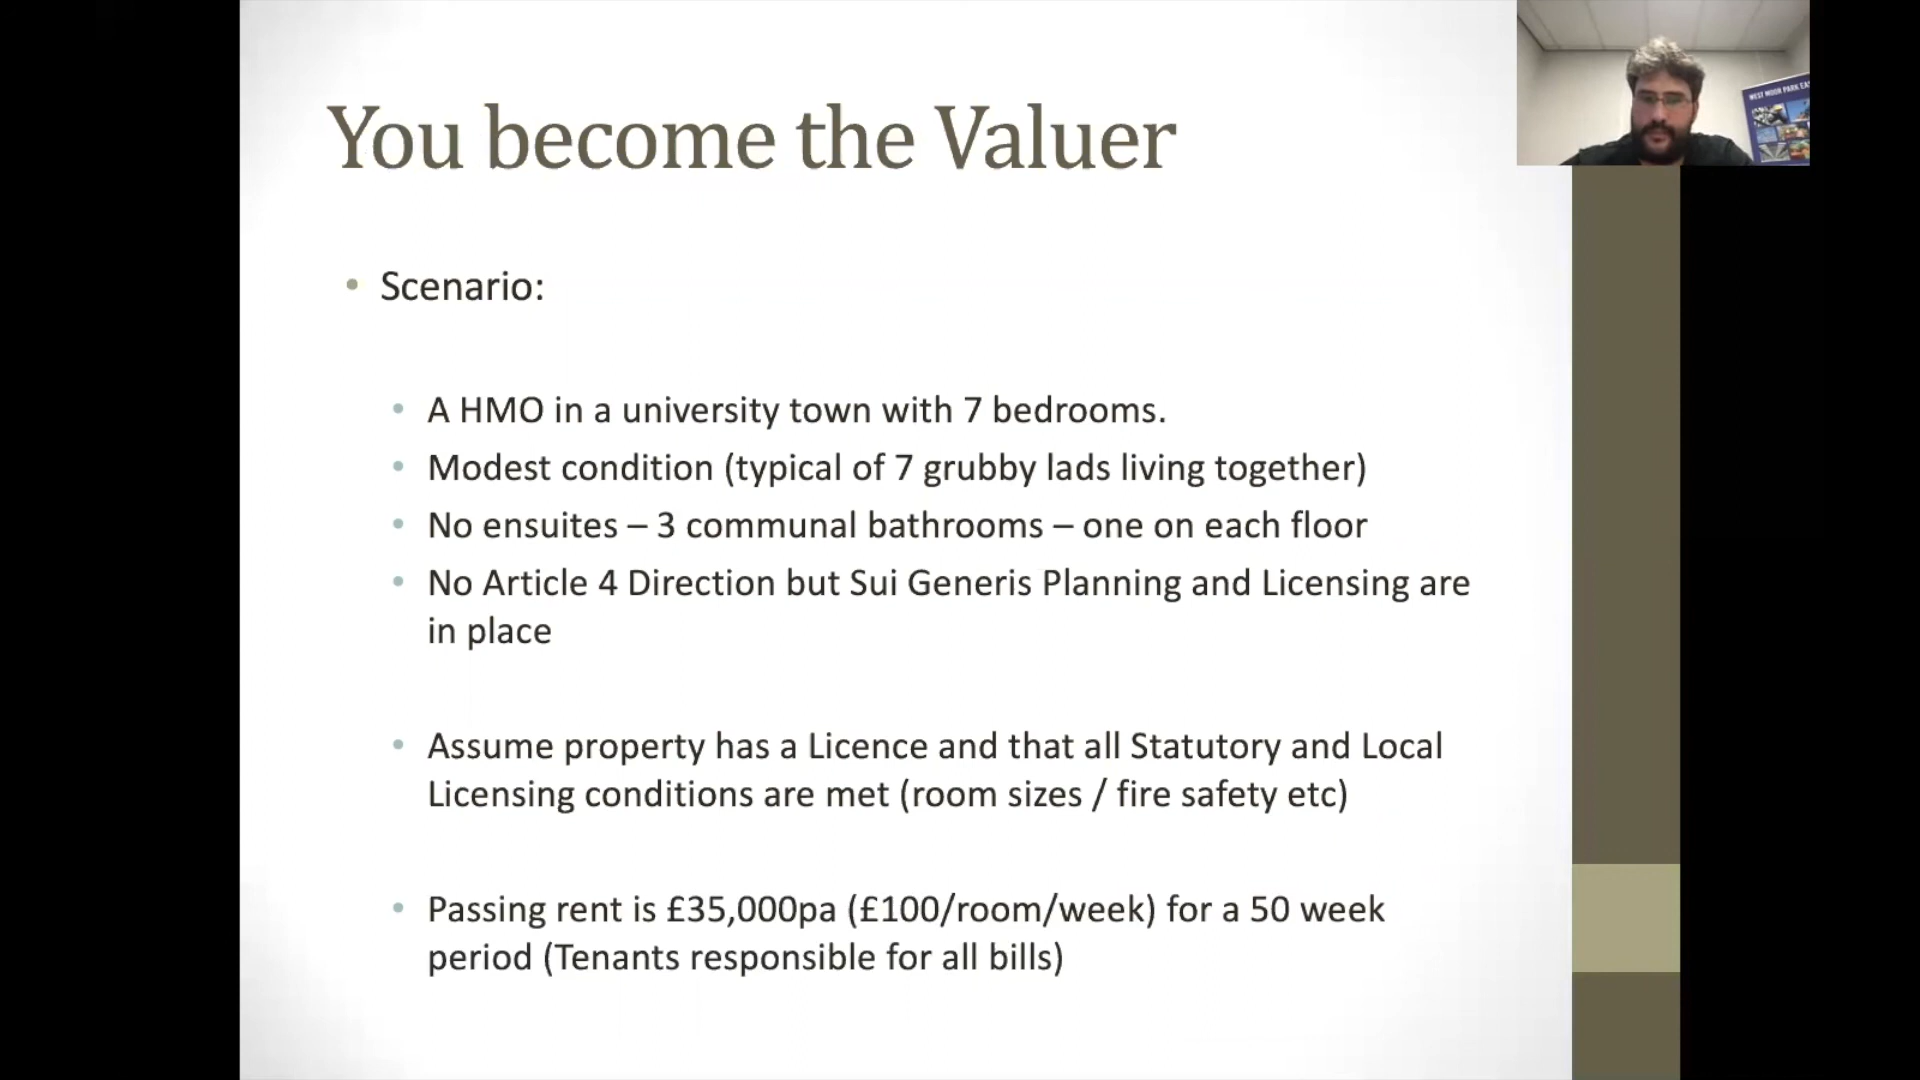 WEST MOOR PARK EAS
You become the Valuer
• Scenario:
• A HMO in a university town with 7 bedrooms.
• Modest condition (typical of 7 grubby lads living together)
• No ensuites – 3 communal bathrooms – one on each floor
• No Article 4 Direction but Sui Generis Planning and Licensing are
in place
• Assume property has a Licence and that all Statutory and Local
Licensing conditions are met (room sizes / fire safety etc)
• Passing rent is £35,000pa (£100/room/week) for a 50 week
period (Tenants responsible for all bills)